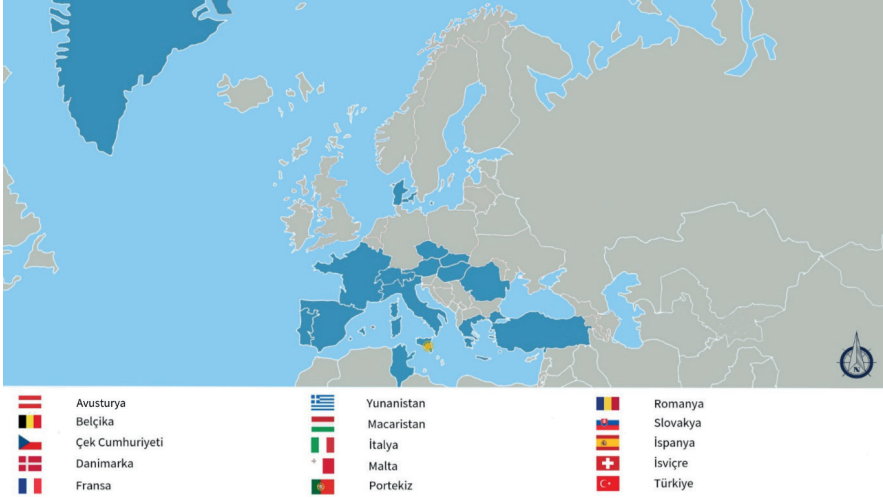 N
Avusturya
Belçika
Çek Cumhuriyeti
Danimarka
Fransa
Yunanistan
Macaristan
İtalya
Malta
Portekiz
Romanya
Slovakya
İspanya
İsviçre
Türkiye